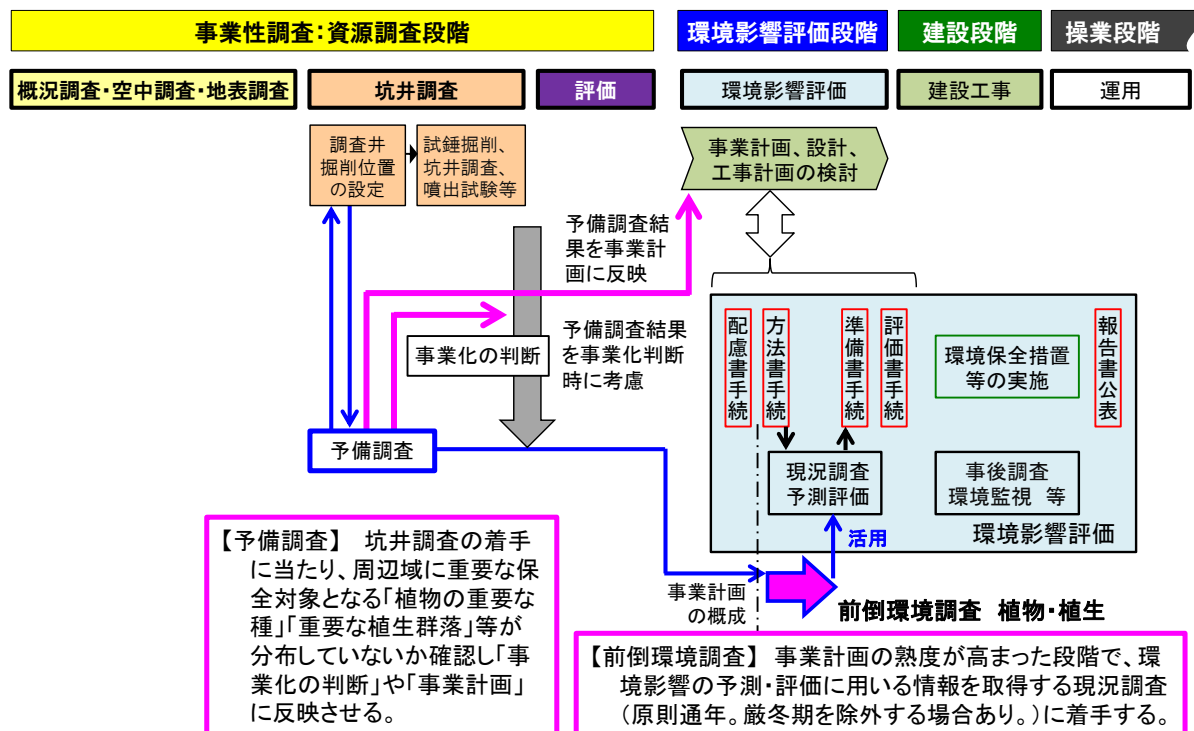 事業性調査：資源調査段階
環境影響評価段階
建設段階
操業段階
概況調査・空中調査・地表調査
坑井調査
評価
環境影響評価
建設工事
運用
調査井
掘削位置
の設定
試錘掘削、
坑井調査、
噴出試験等
事業計画、設計、
工事計画の検討
予備調査結
果を事業計
画に反映
事業化の判断
予備調査結果
を事業化判断
時に考慮
配慮書手続
方法書手続
準備書手続
評価書手続
環境保全措置
等の実施
報告書公表
予備調査
現況調査
予測評価
事後調査
環境監視 等
環境影響評価
活用
事業計画
の概成
前倒環境調査 植物・植生
【予備調査】 坑井調査の着手
に当たり、周辺域に重要な保
全対象となる「植物の重要な
種」「重要な植生群落」等が
分布していないか確認し「事
業化の判断」や「事業計画」
に反映させる。
【前倒環境調査】 事業計画の熟度が高まった段階で、環
境影響の予測・評価に用いる情報を取得する現況調査
（原則通年。厳冬期を除外する場合あり。）に着手する。